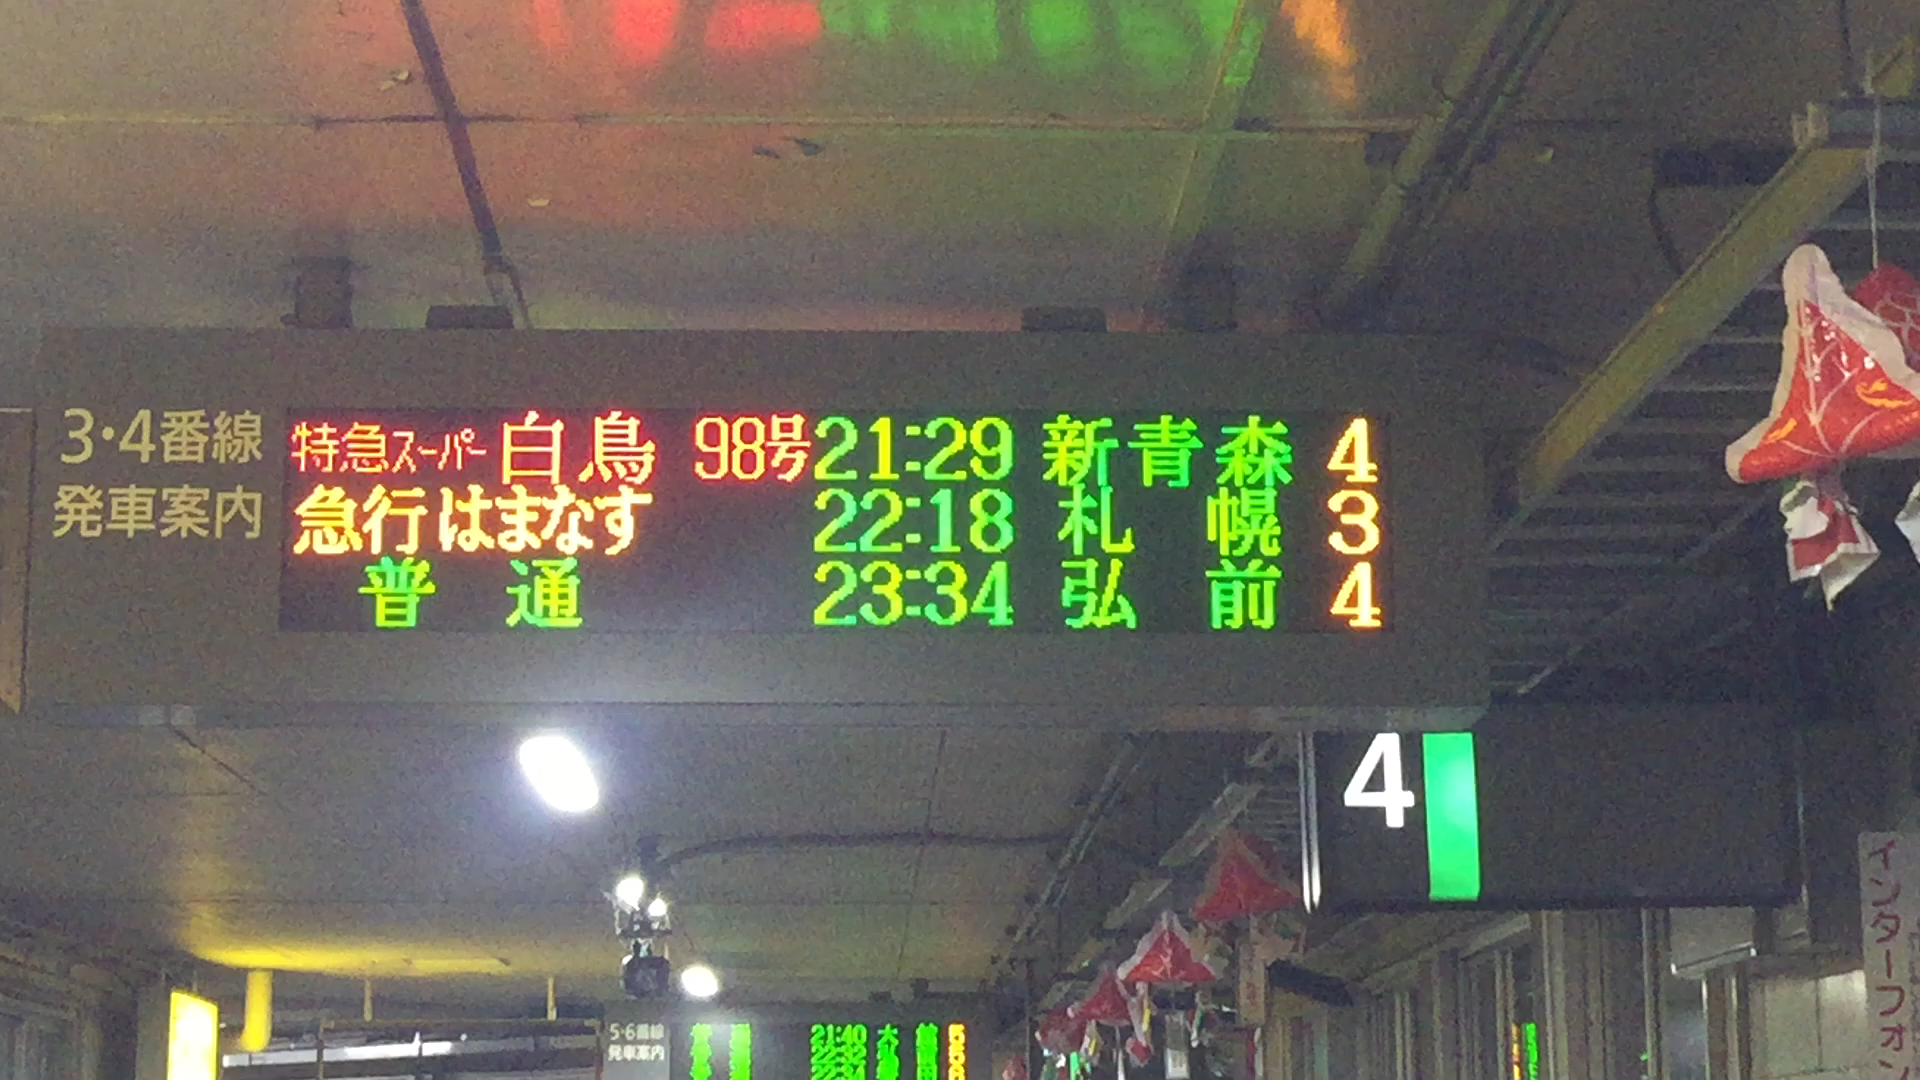 3・4番線
発車案内
特急スーパー白鳥 98号 21:29 新青森 4
急行はまなす 22:18 札幌 3
普通 23:34 弘前 4
4
インターフォン
5・6番線
発車案内
21:40 大